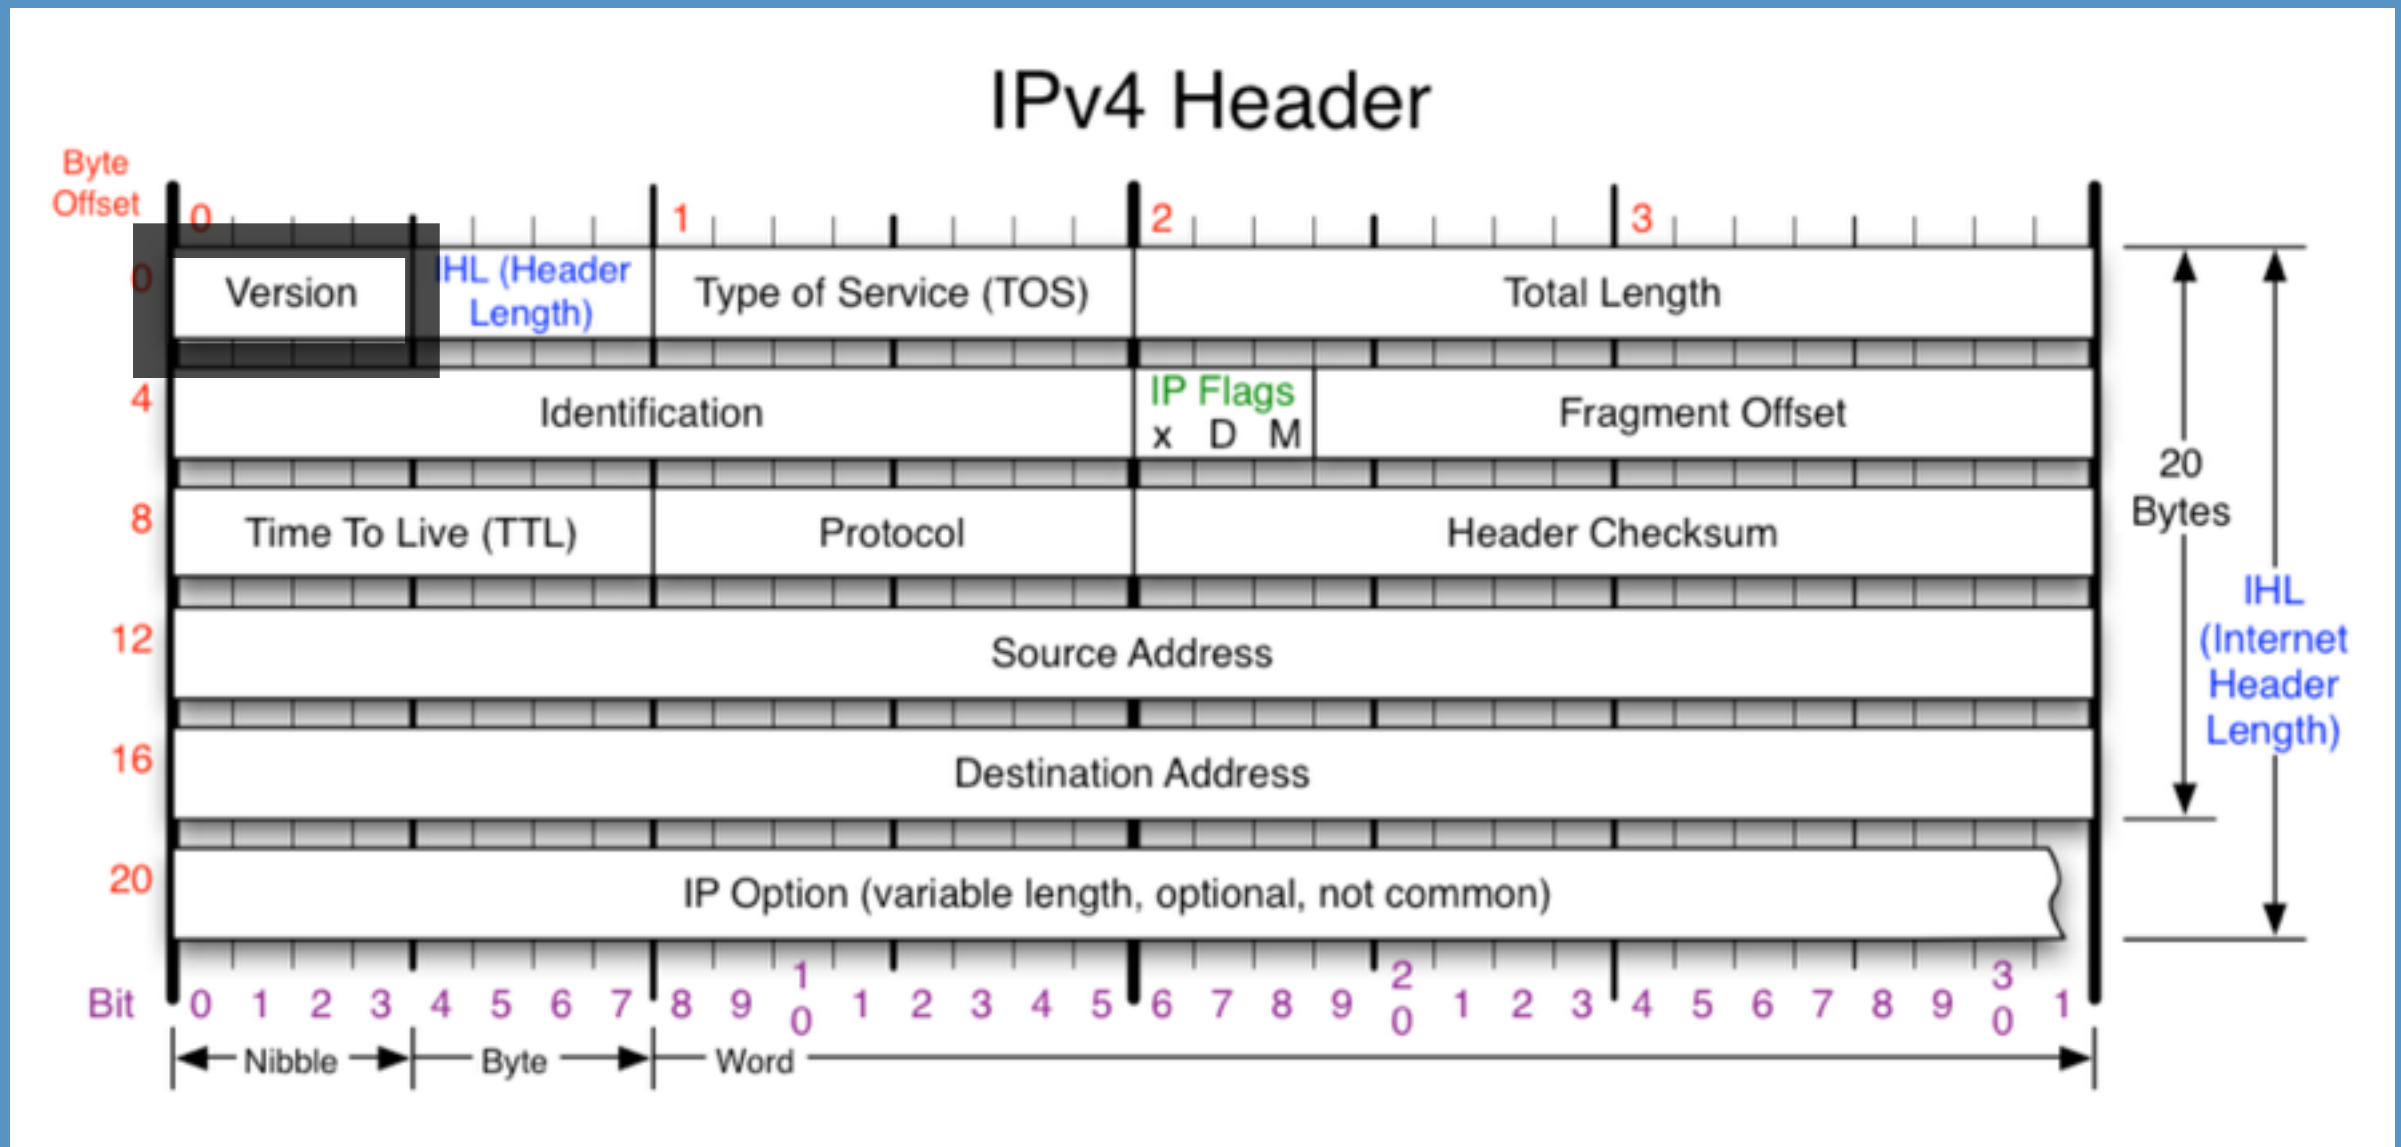 IPv4 Header
Byte
Offset
0 1 2 3
0
Version
IHL (Header
Length)
Type of Service (TOS)
Total Length
4
Identification
IP Flags
x D M
Fragment Offset
20
Bytes
8
Time To Live (TTL)
Protocol
Header Checksum
IHL
(Internet
Header
Length)
12
Source Address
16
Destination Address
20
IP Option (variable length, optional, not common)
Bit 0 1 2 3 4 5 6 7 8 9 10 1 2 3 4 5 6 7 8 9 20 1 2 3 4 5 6 7 8 9 30 1
Nibble Byte Word